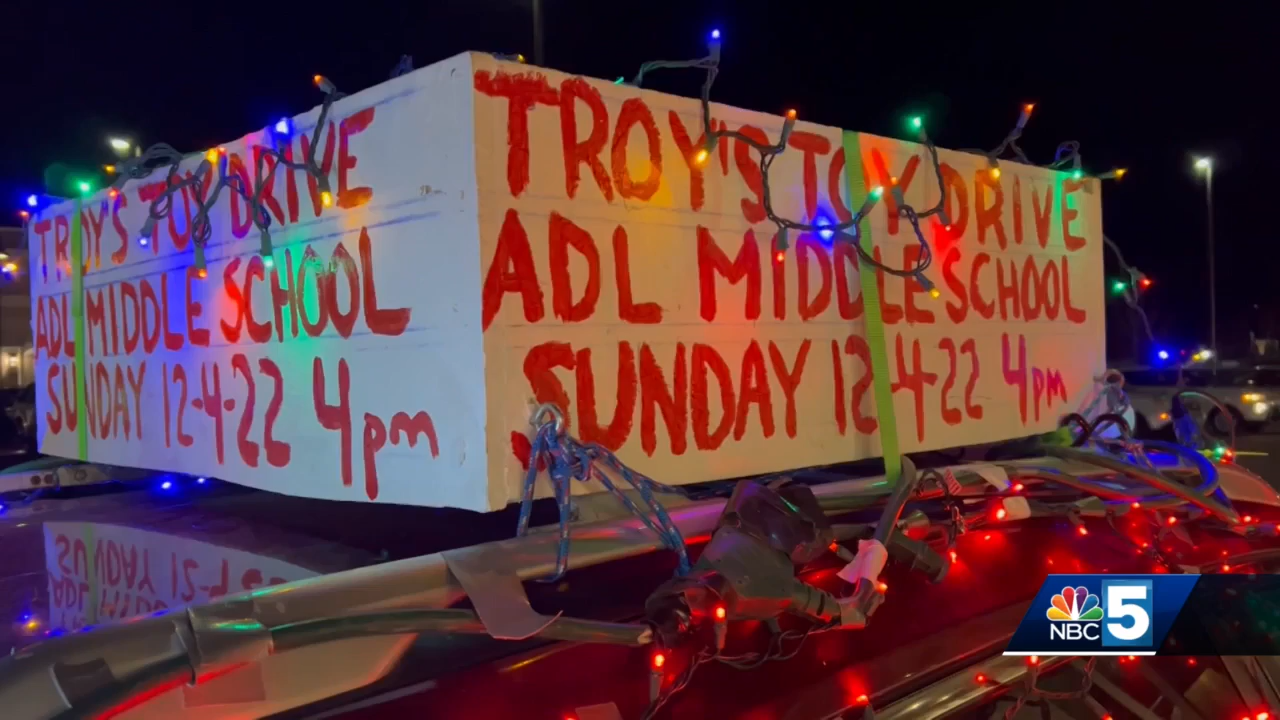 TROY'S TOY DRIVE
ADL MIDDLE SCHOOL
SUNDAY 12-4-22 4pm
TROY'S TOY DRIVE
ADL MIDDLE SCHOOL
SUNDAY 12-4-22 4pm
NBC 5